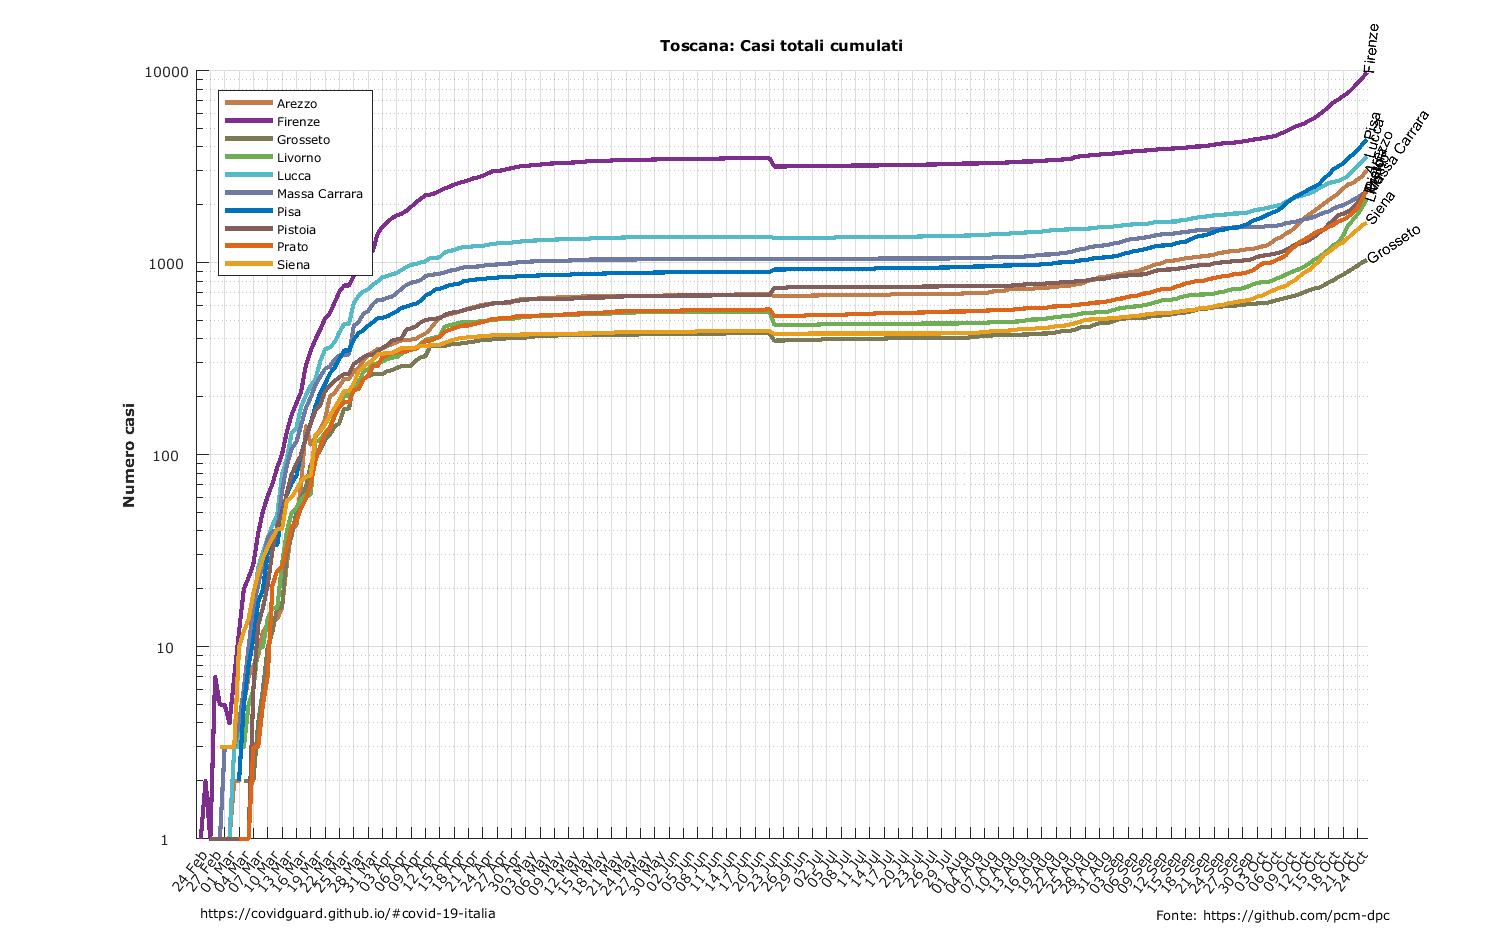 Toscana: Casi totali cumulati
Numero casi
10000
1000
100
10
1
Arezzo
Firenze
Grosseto
Livorno
Lucca
Massa Carrara
Pisa
Pistoia
Prato
Siena
Firenze
Pisa
Lucca
Arezzo
Massa Carrara
Siena
Grosseto
24 Feb
27 Feb
01 Mar
04 Mar
07 Mar
10 Mar
13 Mar
16 Mar
19 Mar
22 Mar
25 Mar
28 Mar
31 Mar
03 Apr
06 Apr
09 Apr
12 Apr
15 Apr
18 Apr
21 Apr
24 Apr
27 Apr
30 Apr
03 May
06 May
09 May
12 May
15 May
18 May
21 May
24 May
27 May
30 May
02 Jun
05 Jun
08 Jun
11 Jun
14 Jun
17 Jun
20 Jun
23 Jun
26 Jun
29 Jun
02 Jul
05 Jul
08 Jul
11 Jul
14 Jul
17 Jul
20 Jul
23 Jul
26 Jul
29 Jul
01 Aug
04 Aug
07 Aug
10 Aug
13 Aug
16 Aug
19 Aug
22 Aug
25 Aug
28 Aug
31 Aug
03 Sep
06 Sep
09 Sep
12 Sep
15 Sep
18 Sep
21 Sep
24 Sep
27 Sep
30 Sep
03 Oct
06 Oct
09 Oct
12 Oct
15 Oct
18 Oct
21 Oct
24 Oct
https://covidguard.github.io/#covid-19-italia
Fonte: https://github.com/pcm-dpc